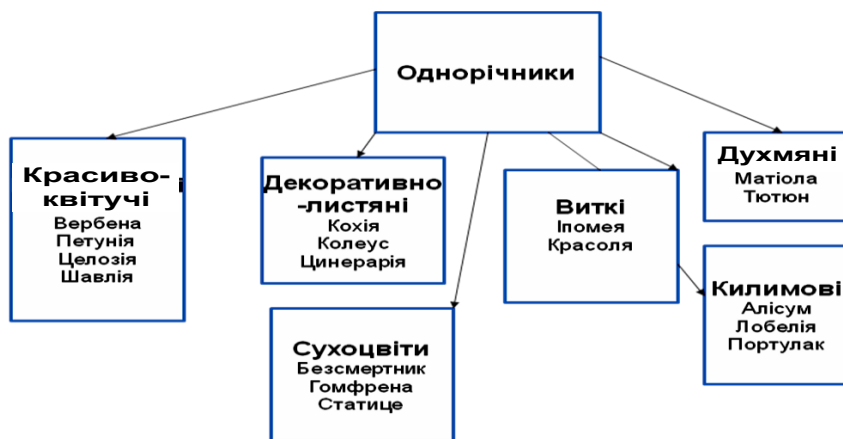 Однорічники
Красиво-
квітучі і
Вербена
Петунія
Целозія
Шавлія
Декоративно
-листяні
Кохія
Колеус
Цинерарія
Сухоцвіти
Безсмертник
Гомфрена
Статице
Виткі
Іпомея
Красоля
Духмяні
Матіола
Тютюн
Килимові
Алісум
Лобелія
Портулак